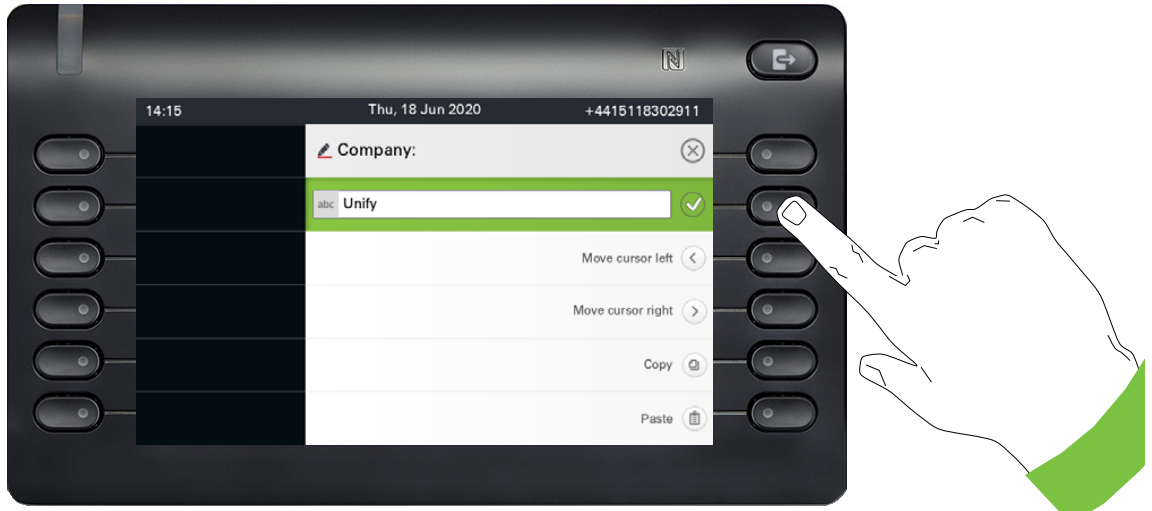 14:15 Thu, 18 Jun 2020 +4415118302911
Company:
abc Unify
Move cursor left
Move cursor right
Copy
Paste